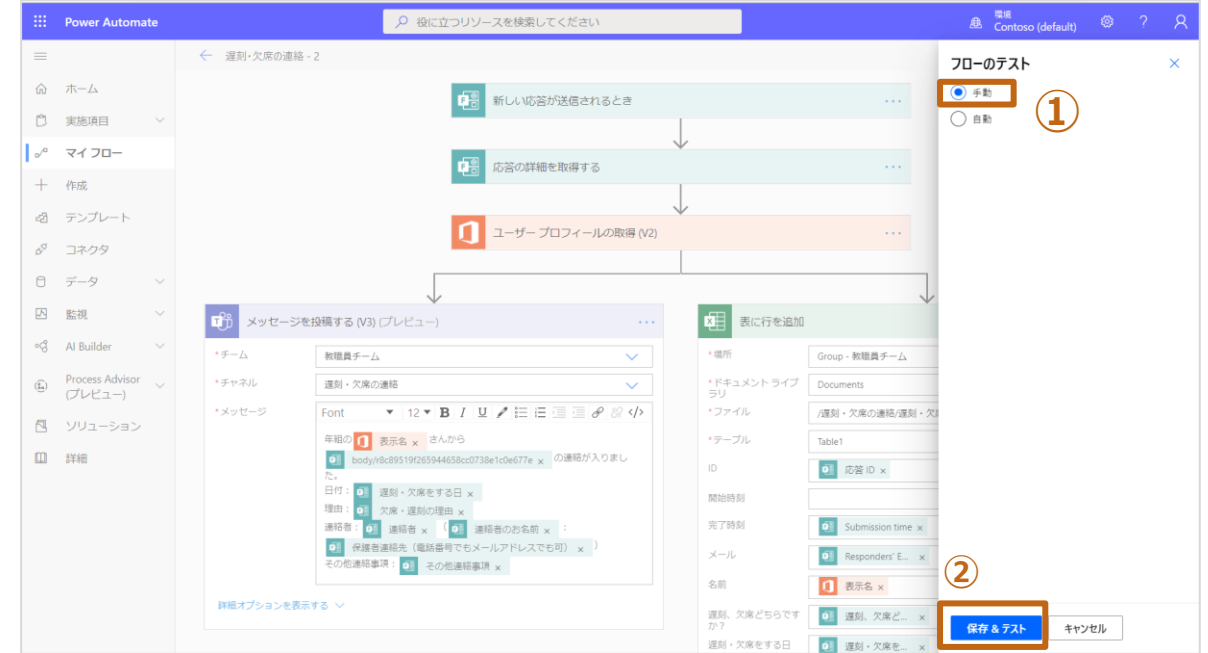 Power Automate
役に立つリソースを検索してください
環境
Contoso (default)
?
遅刻・欠席の連絡 - 2
ホーム
実施項目
マイ フロー
作成
テンプレート
コネクタ
データ
監視
AI Builder
Process Advisor
(プレビュー)
ソリューション
詳細
新しい応答が送信されるとき
応答の詳細を取得する
ユーザー プロフィールの取得 (V2)
メッセージを投稿する (V3) (プレビュー)
*チーム
教職員チーム
*チャネル
遅刻・欠席の連絡
*メッセージ
Font 12 B I U </>
年組の 表示名 x さんから
body/r8c89519f265944658cc0738e1c0e677e x の連絡が入りまし
た。
日付: 遅刻・欠席をする日 x
理由: 欠席・遅刻の理由 x
連絡者: 連絡者 x ( 連絡者のお名前 x :
保護者連絡先(電話番号でもメールアドレスでも可) x )
その他連絡事項: その他連絡事項 x
詳細オプションを表示する
表に行を追加
*場所
Group - 教職員チーム
*ドキュメント ライブ
ラリ
Documents
*ファイル
/遅刻・欠席の連絡/遅刻・欠
*テーブル
Table1
ID
応答 ID x
開始時刻
完了時刻
Submission time x
メール
Responders' E... x
名前
表示名 x
遅刻、欠席どちらです
か?
遅刻、欠席ど... x
遅刻・欠席をする日
遅刻・欠席を... x
フローのテスト
手動
①
自動
②
保存 & テスト
キャンセル